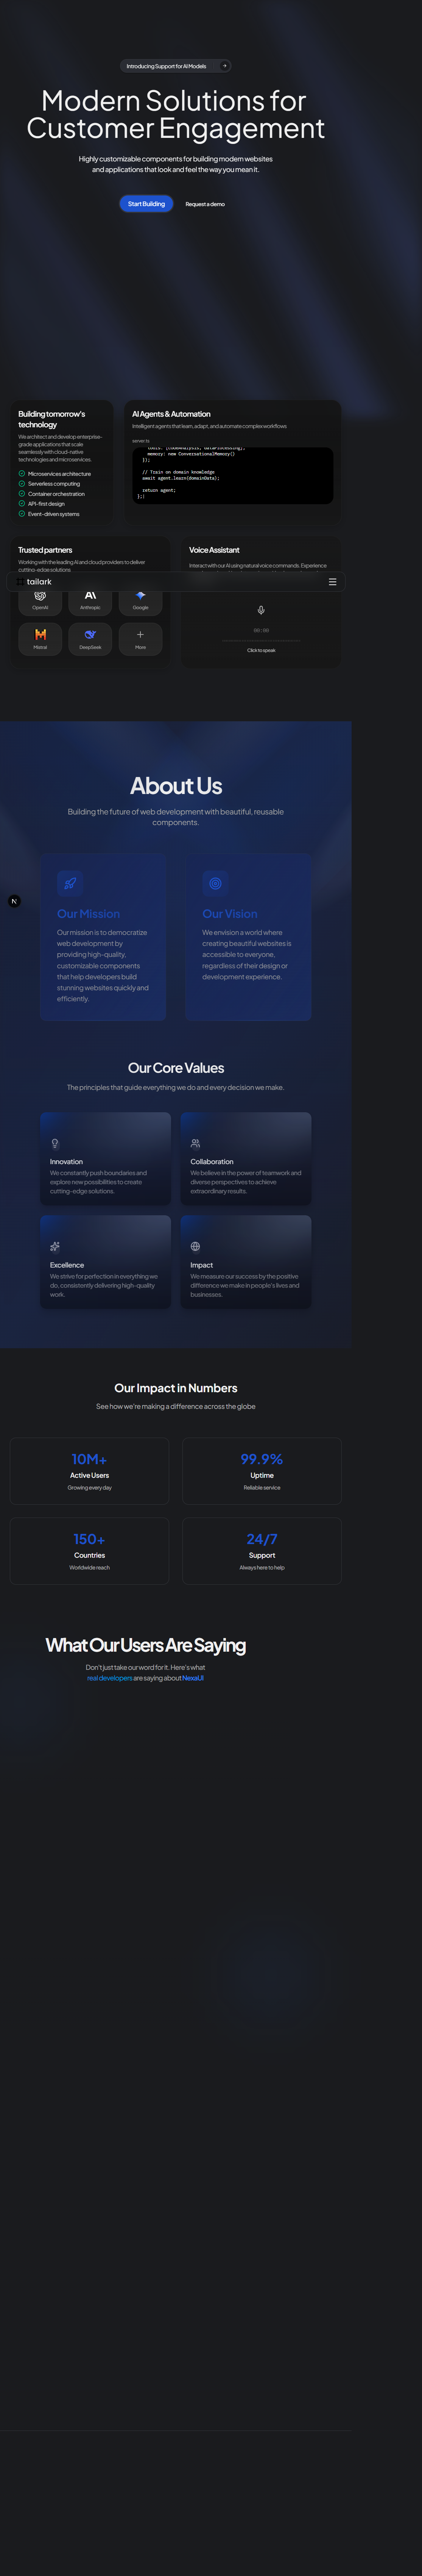 Introducing Support for AI Models
Modern Solutions for
Customer Engagement
Highly customizable components for building modern websites
and applications that look and feel the way you mean it.
Start Building
Request a demo
Building tomorrow's
technology
We architect and develop enterprise-
grade applications that scale
seamlessly with cloud-native
technologies and microservices.
Microservices architecture
Serverless computing
Container orchestration
API-first design
Event-driven systems
AI Agents & Automation
Intelligent agents that learn, adapt, and automate complex workflows
server.ts
tools: [codeAnalysis, dataProcessing],
memory: new ConversationalMemory()
});
// Train on domain knowledge
await agent.learn(domainData);
return agent;
};
Trusted partners
Working with the leading AI and cloud providers to deliver
cutting-edge solutions
Voice Assistant
Interact with our AI using natural voice commands. Experience
tailark
OpenAI
Anthropic
Google
Mistral
DeepSeek
More
00:00
Click to speak
About Us
Building the future of web development with beautiful, reusable
components.
N
Our Mission
Our mission is to democratize
web development by
providing high-quality,
customizable components
that help developers build
stunning websites quickly and
efficiently.
Our Vision
We envision a world where
creating beautiful websites is
accessible to everyone,
regardless of their design or
development experience.
Our Core Values
The principles that guide everything we do and every decision we make.
Innovation
We constantly push boundaries and
explore new possibilities to create
cutting-edge solutions.
Collaboration
We believe in the power of teamwork and
diverse perspectives to achieve
extraordinary results.
Excellence
We strive for perfection in everything we
do, consistently delivering high-quality
work.
Impact
We measure our success by the positive
difference we make in people's lives and
businesses.
Our Impact in Numbers
See how we're making a difference across the globe
10M+
Active Users
Growing every day
99.9%
Uptime
Reliable service
150+
Countries
Worldwide reach
24/7
Support
Always here to help
What Our Users Are Saying
Don't just take our word for it. Here's what
real developers are saying about NexaUI